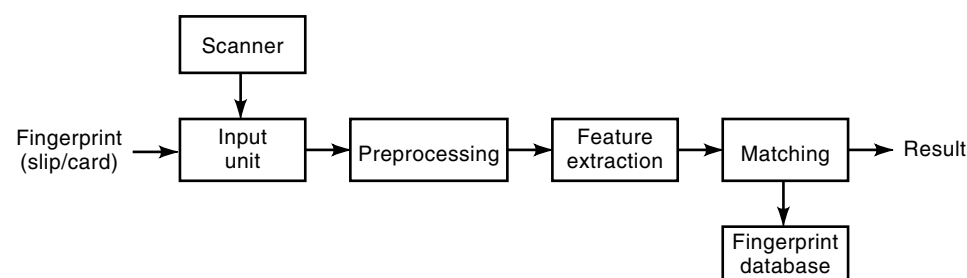 Scanner
Fingerprint
(slip/card)
Input
unit
Preprocessing
Feature
extraction
Matching
Result
Fingerprint
database